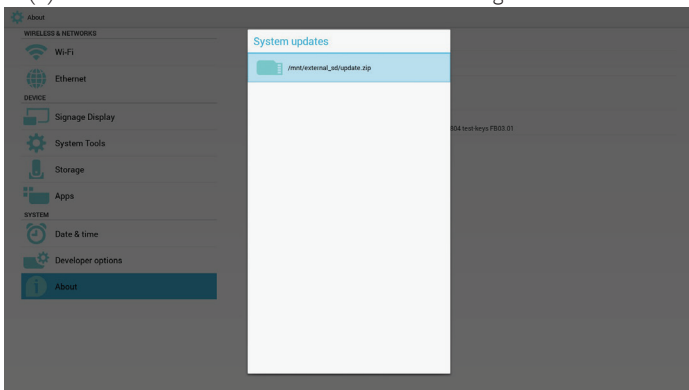 About
WIRELESS & NETWORKS
Wi-Fi
Ethernet
DEVICE
Signage Display
System Tools
Storage
Apps
SYSTEM
Date & time
Developer options
About
System updates
/mnt/external_sd/update.zip
304 test-keys FB03.01